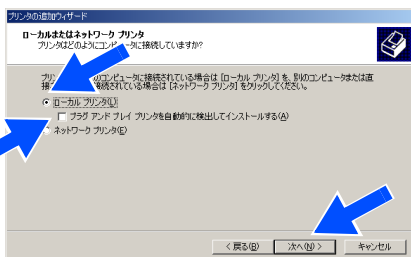 プリンタの追加ウィザード
ローカルまたはネットワーク プリンタ
プリンタはどのようにコンピュータに接続していますか?
プリン コンピュータに接続されている場合は [ローカル プリンタ] を、別のコンピュータまたは直
接 接続されている場合は [ネットワーク プリンタ] をクリックしてください。
ローカル プリンタ(L)
プラグ アンド プレイ プリンタを自動的に検出してインストールする(A)
ネットワーク プリンタ(E)
< 戻る(B) 次へ(N) > キャンセル